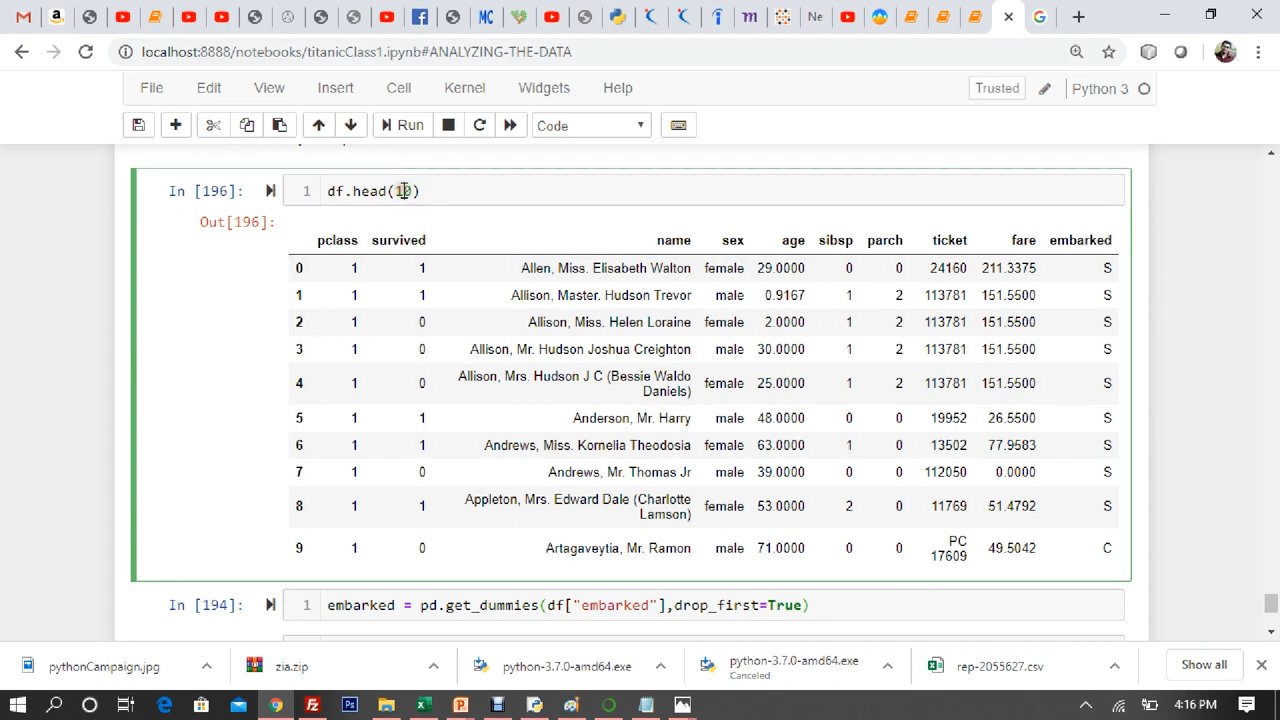 MC
Ne
localhost:8888/notebooks/titanicClass1.ipynb#ANALYZING-THE-DATA
File Edit View Insert Cell Kernel Widgets Help Trusted Python 3
Run Code
In [196]: 1 df.head(10)
Out[196]:
pclass survived name sex age sibsp parch ticket fare embarked
0 1 1 Allen, Miss. Elisabeth Walton female 29.0000 0 0 24160 211.3375 S
1 1 1 Allison, Master. Hudson Trevor male 0.9167 1 2 113781 151.5500 S
2 1 0 Allison, Miss. Helen Loraine female 2.0000 1 2 113781 151.5500 S
3 1 0 Allison, Mr. Hudson Joshua Creighton male 30.0000 1 2 113781 151.5500 S
4 1 0 Allison, Mrs. Hudson J C (Bessie Waldo Daniels) female 25.0000 1 2 113781 151.5500 S
5 1 1 Anderson, Mr. Harry male 48.0000 0 0 19952 26.5500 S
6 1 1 Andrews, Miss. Kornelia Theodosia female 63.0000 1 0 13502 77.9583 S
7 1 0 Andrews, Mr. Thomas Jr male 39.0000 0 0 112050 0.0000 S
8 1 1 Appleton, Mrs. Edward Dale (Charlotte Lamson) female 53.0000 2 0 11769 51.4792 S
9 1 0 Artagaveytia, Mr. Ramon male 71.0000 0 0 PC 17609 49.5042 C
In [194]: 1 embarked = pd.get_dummies(df["embarked"],drop_first=True)
pythonCampaign.jpg zia.zip python-3.7.0-amd64.exe python-3.7.0-amd64.exe rep-2055627.csv Show all
Canceled
4:16 PM